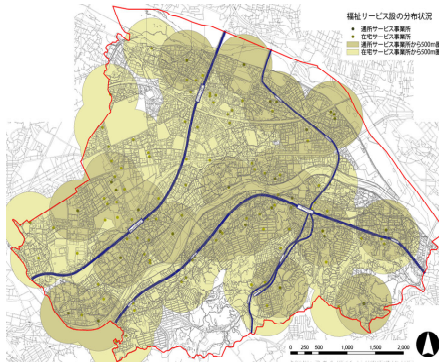 福祉サービス設の分布状況
通所サービス事業所
在宅サービス事業所
通所サービス事業所から500m圏
在宅サービス事業所から500m圏
0 250 500 1,000 1,500 2,000